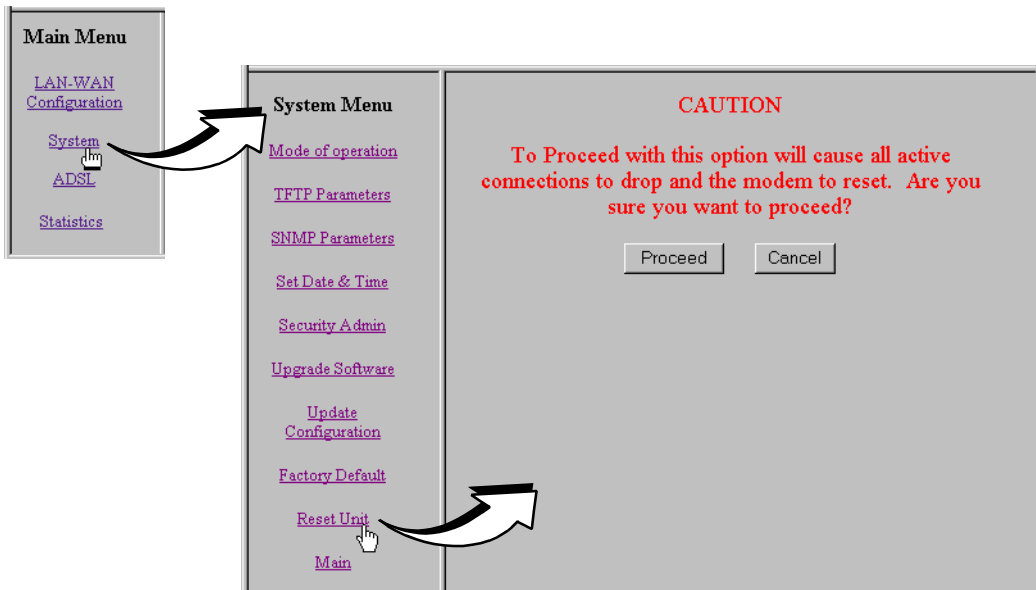 Main Menu
LAN-WAN
Configuration
System
ADSL
Statistics
System Menu
Mode of operation
TFTP Parameters
SNMP Parameters
Set Date & Time
Security Admin
Upgrade Software
Update
Configuration
Factory Default
Reset Unit
Main
CAUTION
To Proceed with this option will cause all active
connections to drop and the modem to reset.  Are you
sure you want to proceed?
Proceed
Cancel